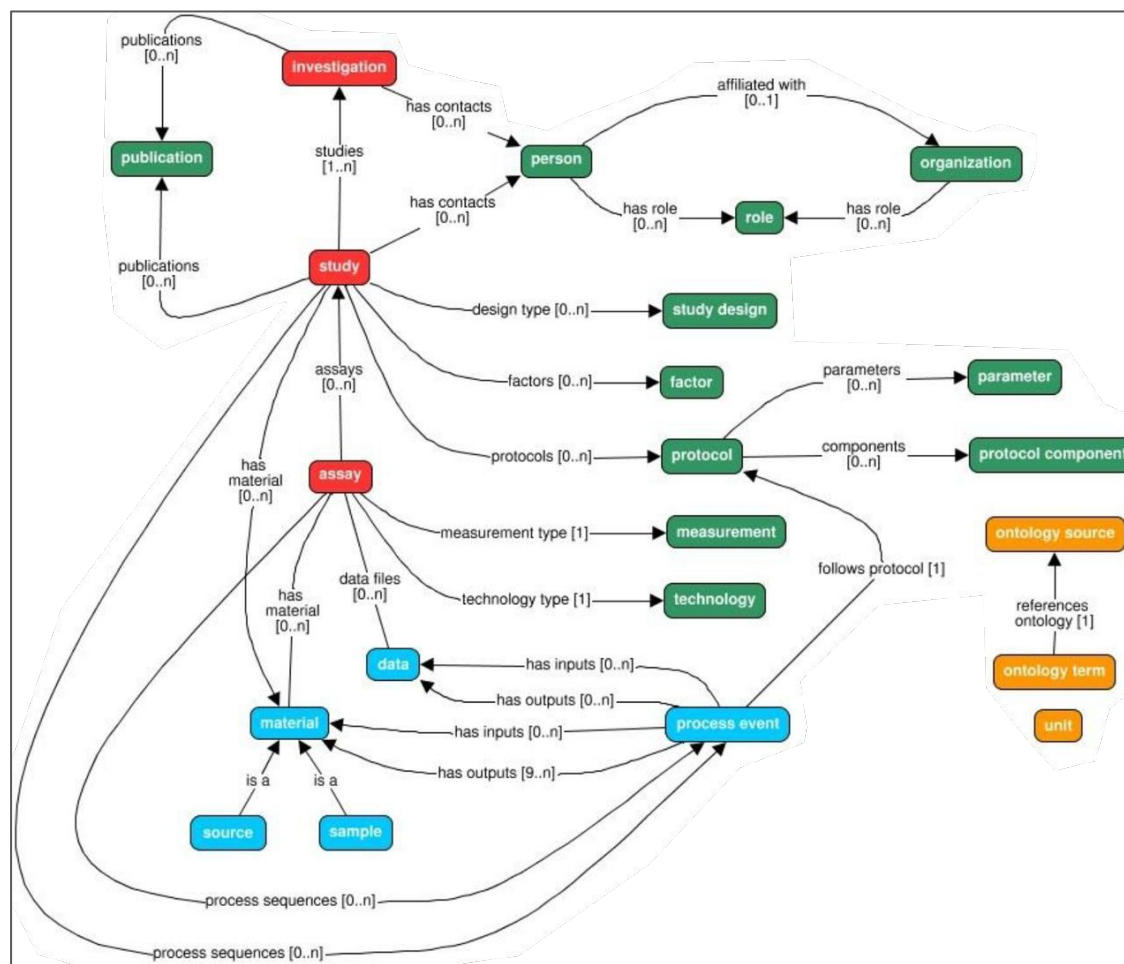 publications
[0..n]
investigation
has contacts
[0..n]
affiliated with
[0..1]
publication
studies
[1..n]
person
organization
has contacts
[0..n]
has role
[0..n]
role
has role
[0..n]
publications
[0..n]
study
design type [0..n]
study design
assays
[0..n]
factors [0..n]
factor
parameters
[0..n]
parameter
has
material
[0..n]
assay
protocols [0..n]
protocol
components
[0..n]
protocol component
measurement type [1]
measurement
ontology source
data files
[0..n]
follows protocol [1]
has
material
[0..n]
technology type [1]
technology
references
ontology [1]
data
has inputs [0..n]
ontology term
has outputs [0..n]
material
has inputs [0..n]
process event
unit
has outputs [9..n]
is a
is a
source
sample
process sequences [0..n]
process sequences [0..n]